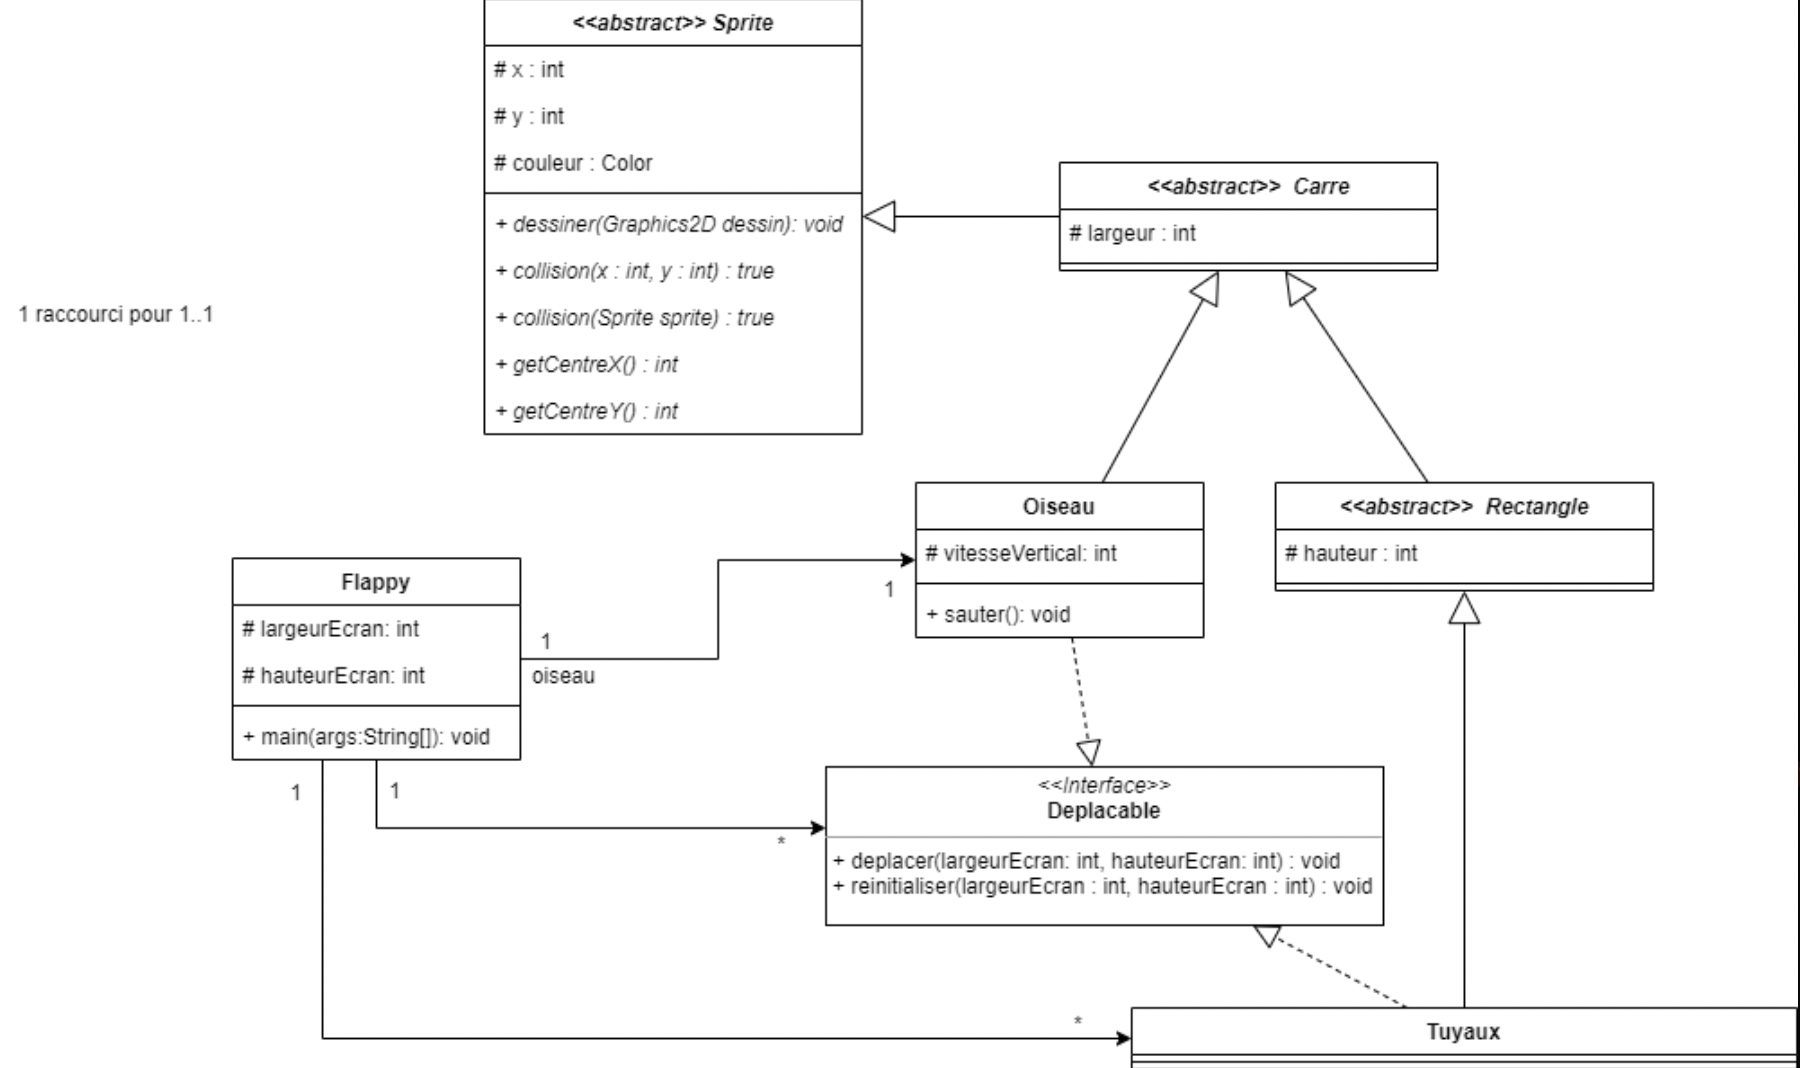 <<abstract>> Sprite
# x : int
# y : int
# couleur : Color
+ dessiner(Graphics2D dessin): void
+ collision(x : int, y : int) : true
+ collision(Sprite sprite) : true
+ getCentreX() : int
+ getCentreY() : int
<<abstract>> Carre
# largeur : int
1 raccourci pour 1..1
Oiseau
# vitesseVertical: int
+ sauter(): void
<<abstract>> Rectangle
# hauteur : int
Flappy
# largeurEcran: int
# hauteurEcran: int
+ main(args:String[]): void
1
oiseau
1
1
1
*
<<Interface>>
Deplacable
+ deplacer(largeurEcran: int, hauteurEcran: int) : void
+ reinitialiser(largeurEcran : int, hauteurEcran : int) : void
*
Tuyaux